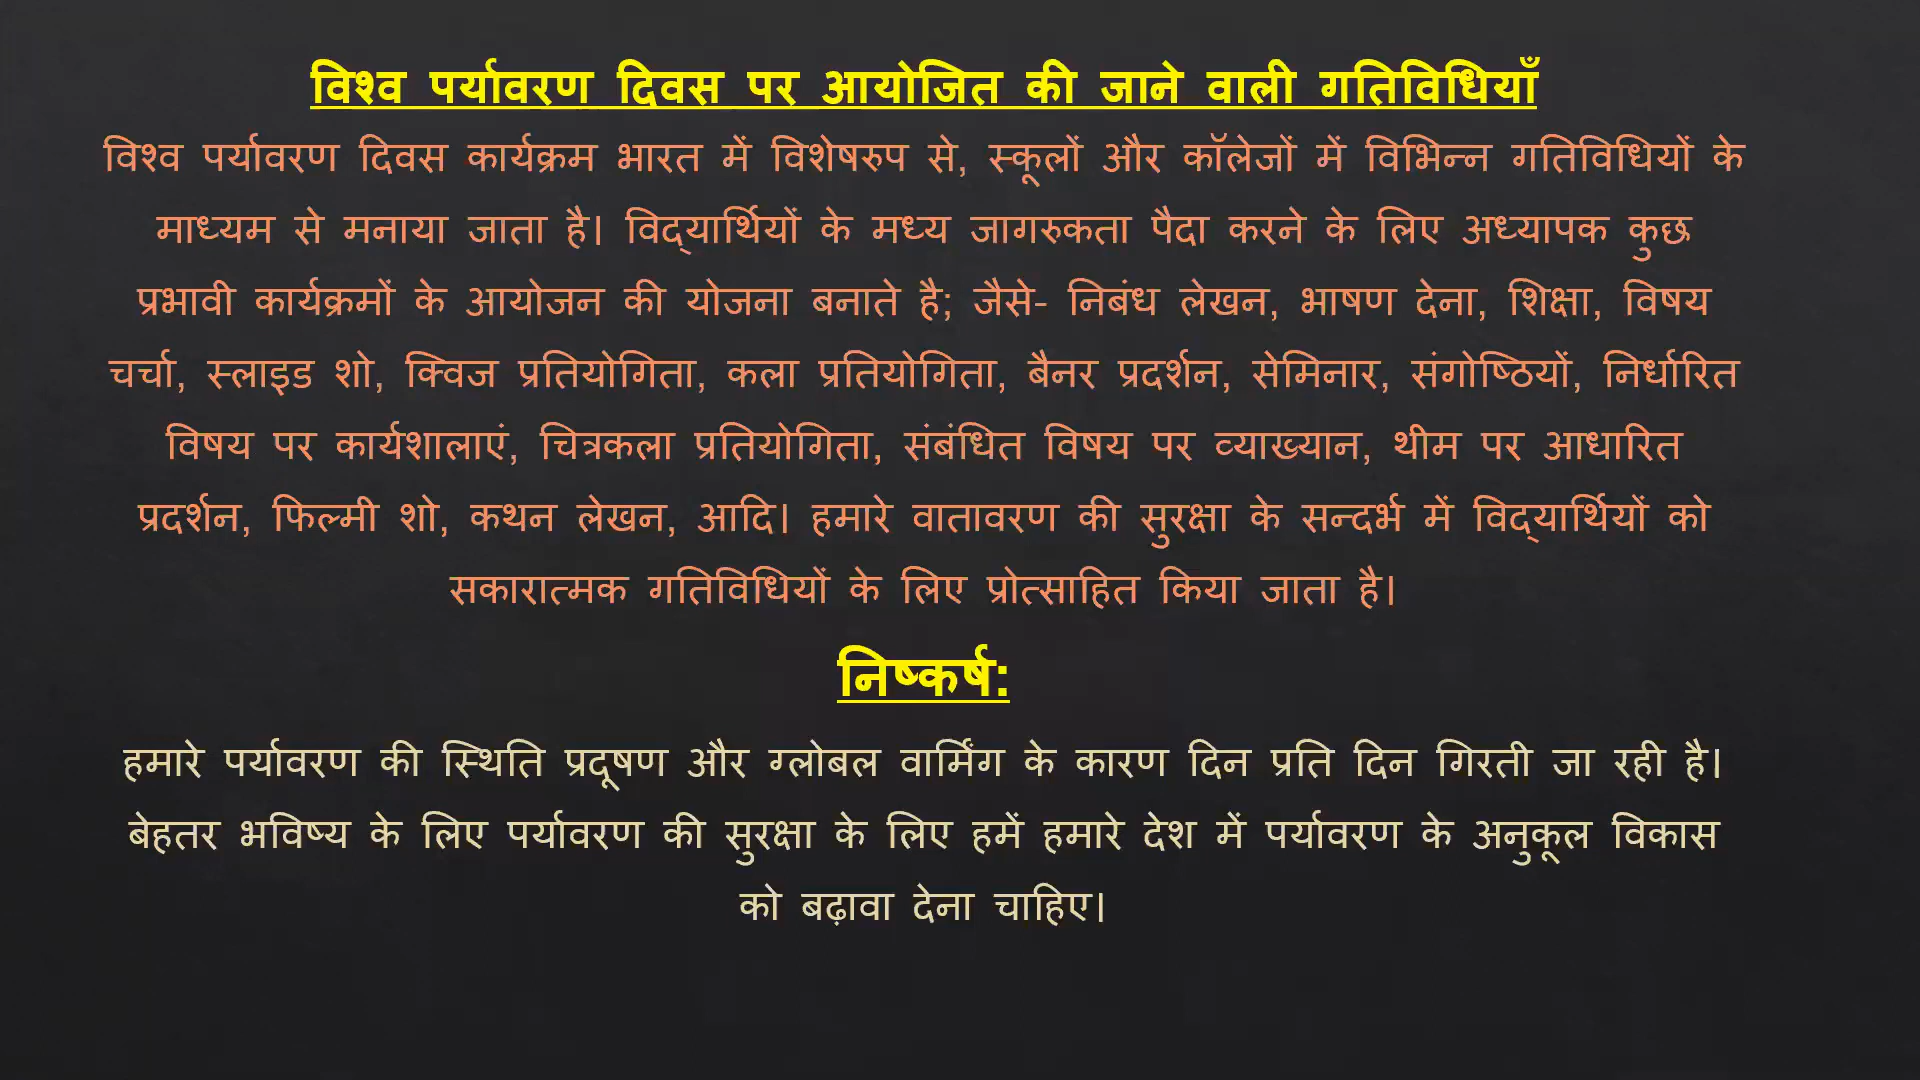 विश्व पर्यावरण दिवस पर आयोजित की जाने वाली गतिविधियाँ
विश्व पर्यावरण दिवस कार्यक्रम भारत में विशेषरुप से, स्कूलों और कॉलेजों में विभिन्न गतिविधियों के
माध्यम से मनाया जाता है। विद्यार्थियों के मध्य जागरुकता पैदा करने के लिए अध्यापक कुछ
प्रभावी कार्यक्रमों के आयोजन की योजना बनाते है; जैसे- निबंध लेखन, भाषण देना, शिक्षा, विषय
चर्चा, स्लाइड शो, क्विज प्रतियोगिता, कला प्रतियोगिता, बैनर प्रदर्शन, सेमिनार, संगोष्ठियों, निर्धारित
विषय पर कार्यशालाएं, चित्रकला प्रतियोगिता, संबंधित विषय पर व्याख्यान, थीम पर आधारित
प्रदर्शन, फिल्मी शो, कथन लेखन, आदि। हमारे वातावरण की सुरक्षा के सन्दर्भ में विद्यार्थियों को
सकारात्मक गतिविधियों के लिए प्रोत्साहित किया जाता है।
निष्कर्ष:
हमारे पर्यावरण की स्थिति प्रदूषण और ग्लोबल वार्मिंग के कारण दिन प्रति दिन गिरती जा रही है।
बेहतर भविष्य के लिए पर्यावरण की सुरक्षा के लिए हमें हमारे देश में पर्यावरण के अनुकूल विकास
को बढ़ावा देना चाहिए।